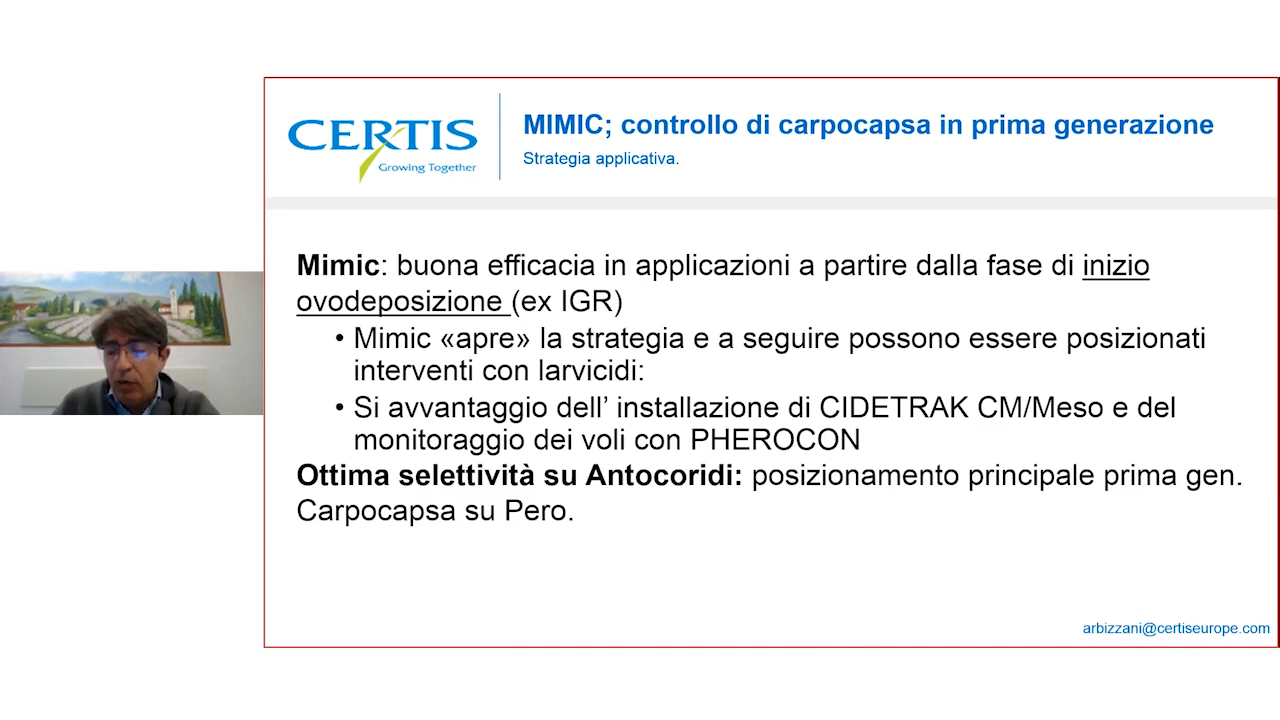 CERTIS
Growing Together
MIMIC; controllo di carpocapsa in prima generazione
Strategia applicativa.
Mimic: buona efficacia in applicazioni a partire dalla fase di inizio
ovodeposizione (ex IGR)
• Mimic «apre» la strategia e a seguire possono essere posizionati
interventi con larvicidi:
• Si avvantaggio dell’ installazione di CIDETRAK CM/Meso e del
monitoraggio dei voli con PHEROCON
Ottima selettività su Antocoridi: posizionamento principale prima gen.
Carpocapsa su Pero.
arbizzani@certiseurope.com